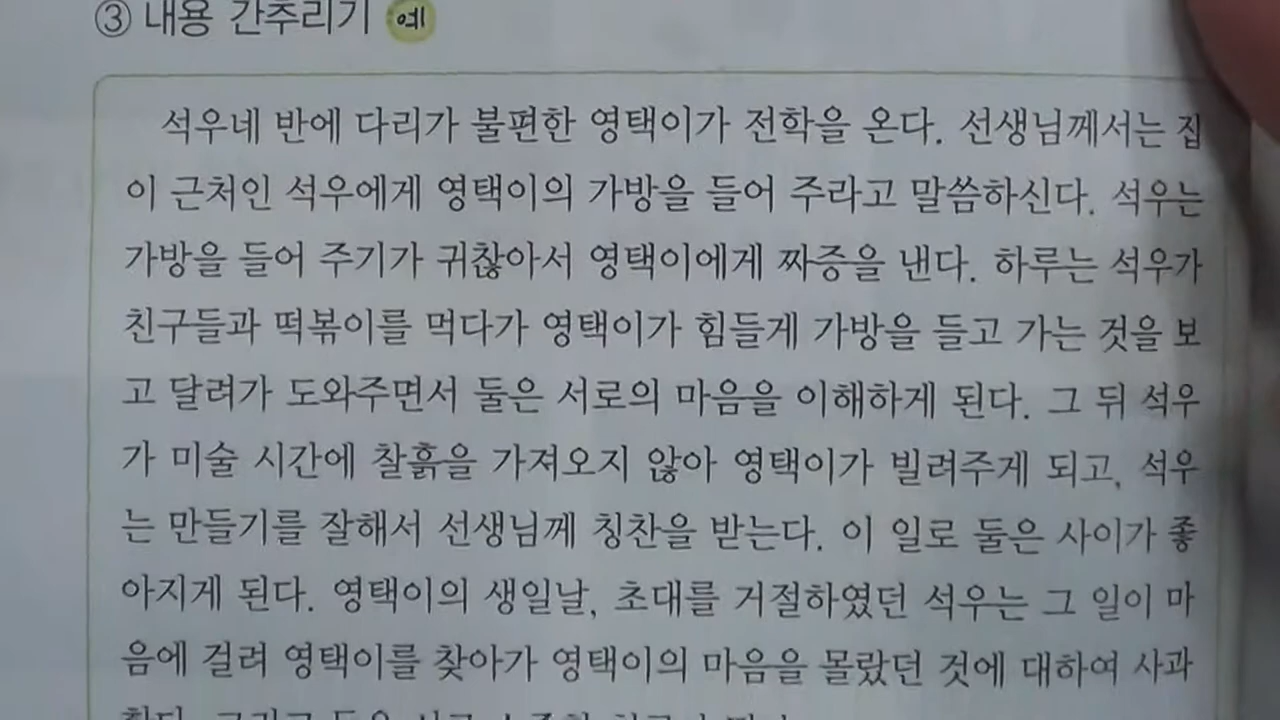 ③ 내용 간추리기 예
석우네 반에 다리가 불편한 영택이가 전학을 온다. 선생님께서는 집
이 근처인 석우에게 영택이의 가방을 들어 주라고 말씀하신다. 석우는
가방을 들어 주기가 귀찮아서 영택이에게 짜증을 낸다. 하루는 석우가
친구들과 떡볶이를 먹다가 영택이가 힘들게 가방을 들고 가는 것을 보
고 달려가 도와주면서 둘은 서로의 마음을 이해하게 된다. 그 뒤 석우
가 미술 시간에 찰흙을 가져오지 않아 영택이가 빌려주게 되고, 석우
는 만들기를 잘해서 선생님께 칭찬을 받는다. 이 일로 둘은 사이가 좋
아지게 된다. 영택이의 생일날, 초대를 거절하였던 석우는 그 일이 마
음에 걸려 영택이를 찾아가 영택이의 마음을 몰랐던 것에 대하여 사과